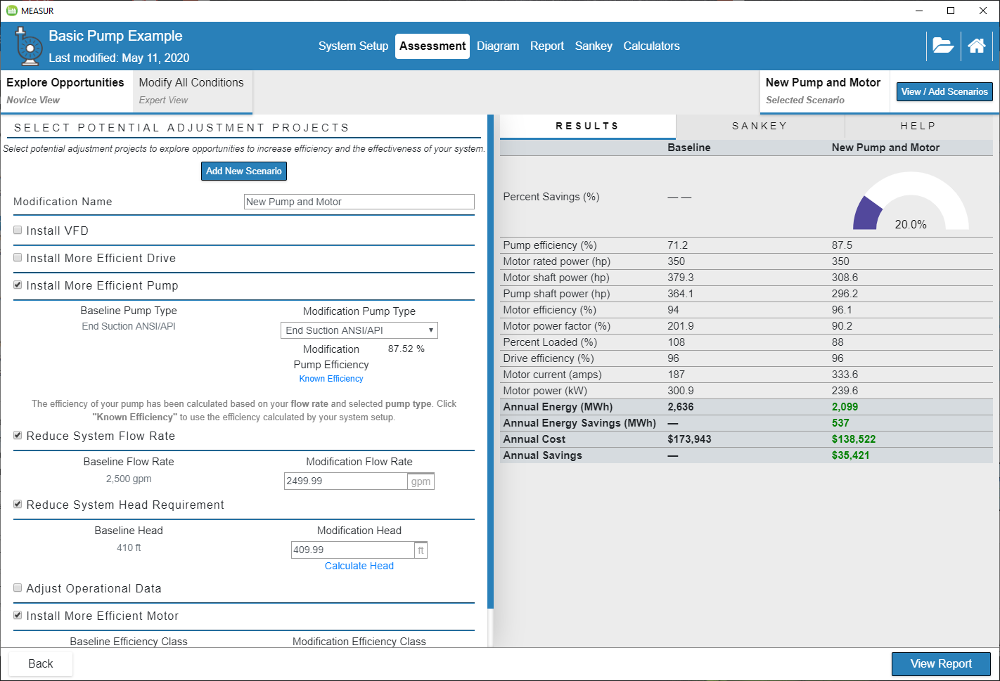 MEASUR
Basic Pump Example
Last modified: May 11, 2020
System Setup Assessment Diagram Report Sankey Calculators
Explore Opportunities
Novice View
Modify All Conditions
Expert View
New Pump and Motor
Selected Scenario
View / Add Scenarios
SELECT POTENTIAL ADJUSTMENT PROJECTS
Select potential adjustment projects to explore opportunities to increase efficiency and the effectiveness of your system.
Add New Scenario
Modification Name New Pump and Motor
Install VFD
Install More Efficient Drive
Install More Efficient Pump
Baseline Pump Type Modification Pump Type
End Suction ANSI/API End Suction ANSI/API
Modification 87.52 %
Pump Efficiency
Known Efficiency
The efficiency of your pump has been calculated based on your flow rate and selected pump type. Click
"Known Efficiency" to use the efficiency calculated by your system setup.
Reduce System Flow Rate
Baseline Flow Rate Modification Flow Rate
2,500 gpm 2499.99 gpm
Reduce System Head Requirement
Baseline Head Modification Head
410 ft 409.99 ft
Calculate Head
Adjust Operational Data
Install More Efficient Motor
Baseline Efficiency Class Modification Efficiency Class
RESULTS SANKEY HELP
Baseline New Pump and Motor
Percent Savings (%) — — 20.0%
Pump efficiency (%) 71.2 87.5
Motor rated power (hp) 350 350
Motor shaft power (hp) 379.3 308.6
Pump shaft power (hp) 364.1 296.2
Motor efficiency (%) 94 96.1
Motor power factor (%) 201.9 90.2
Percent Loaded (%) 108 88
Drive efficiency (%) 96 96
Motor current (amps) 187 333.6
Motor power (kW) 300.9 239.6
Annual Energy (MWh) 2,636 2,099
Annual Energy Savings (MWh) — 537
Annual Cost $173,943 $138,522
Annual Savings — $35,421
Back
View Report